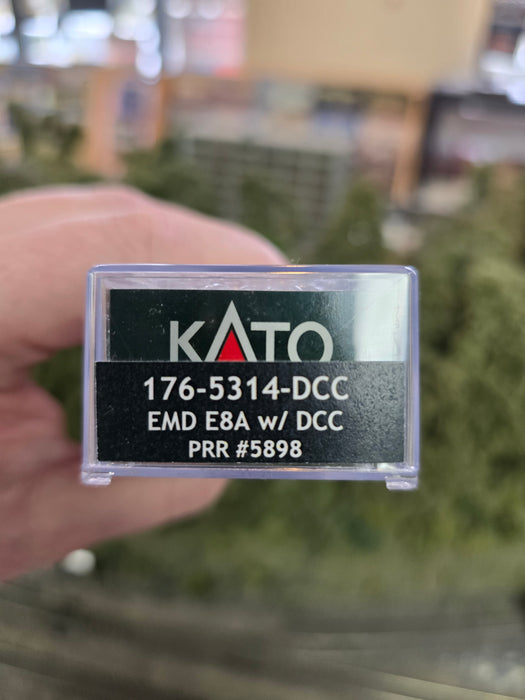 KATO
176-5314-DCC
EMD E8A w/ DCC
PRR #5898